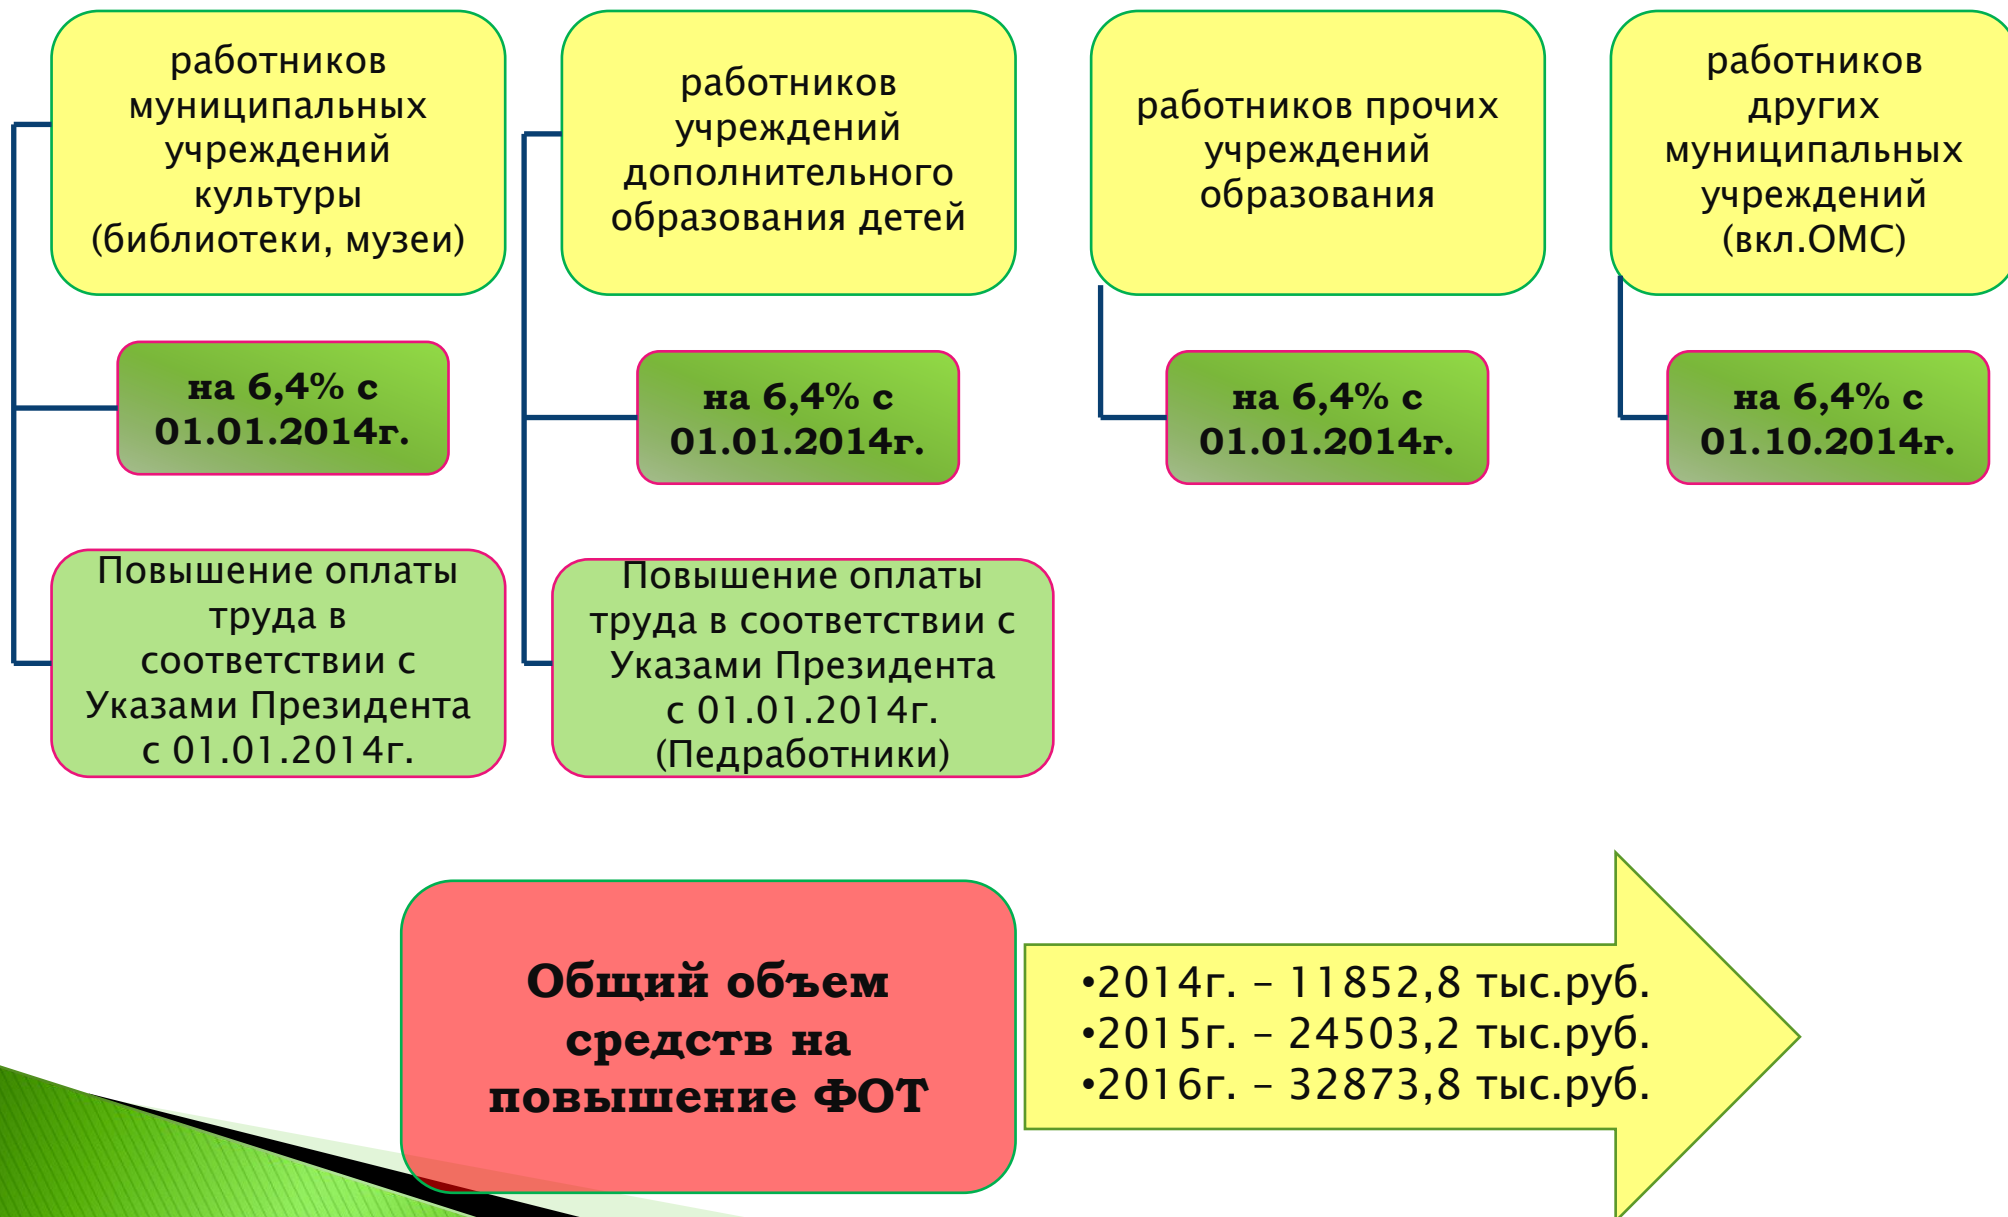 работников
муниципальных
учреждений
культуры
(библиотеки, музеи)
на 6,4% с
01.01.2014г.
Повышение оплаты
труда в
соответствии с
Указами Президента
с 01.01.2014г.
работников
учреждений
дополнительного
образования детей
на 6,4% с
01.01.2014г.
Повышение оплаты
труда в соответствии с
Указами Президента
с 01.01.2014г.
(Педработники)
работников прочих
учреждений
образования
на 6,4% с
01.01.2014г.
работников
других
муниципальных
учреждений
(вкл.ОМС)
на 6,4% с
01.10.2014г.
Общий объем
средств на
повышение ФОТ
•2014г. – 11852,8 тыс.руб.
•2015г. – 24503,2 тыс.руб.
•2016г. – 32873,8 тыс.руб.